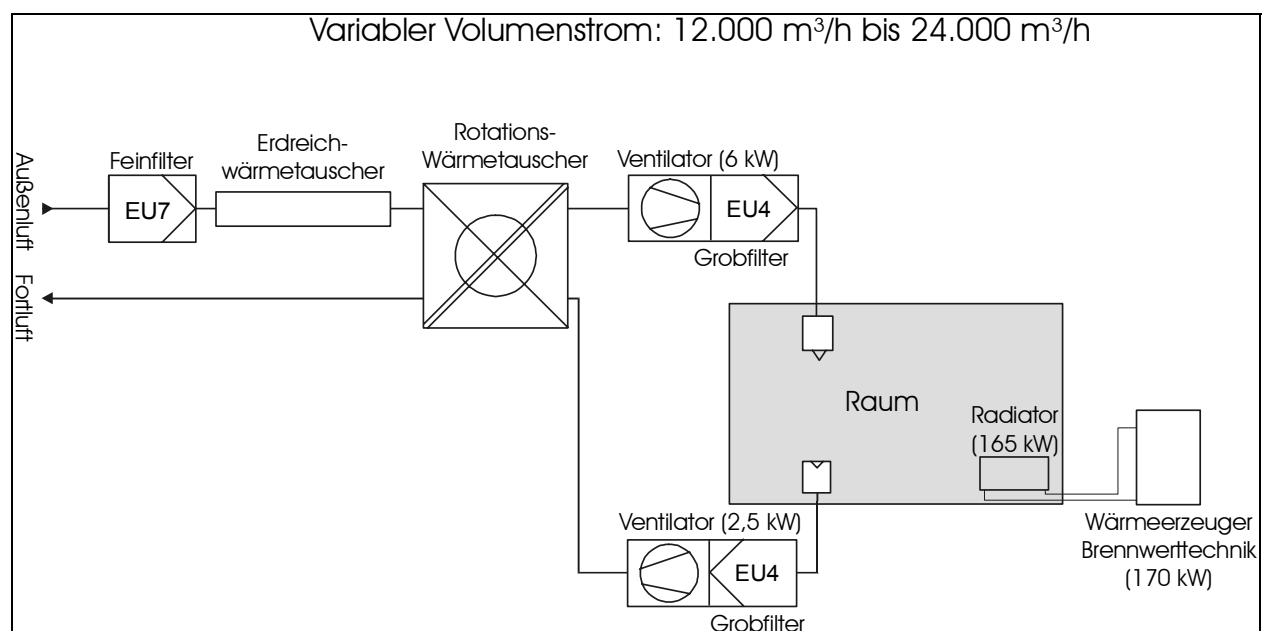 Variabler Volumenstrom: 12.000 m³/h bis 24.000 m³/h
Außenluft
Fortluft
Feinfilter
EU7
Erdreich-
wärmetauscher
Rotations-
Wärmetauscher
Ventilator (6 kW)
EU4
Grobfilter
Raum
Radiator
(165 kW)
Wärmeerzeuger
Brennwerttechnik
(170 kW)
Ventilator (2,5 kW)
EU4
Grobfilter